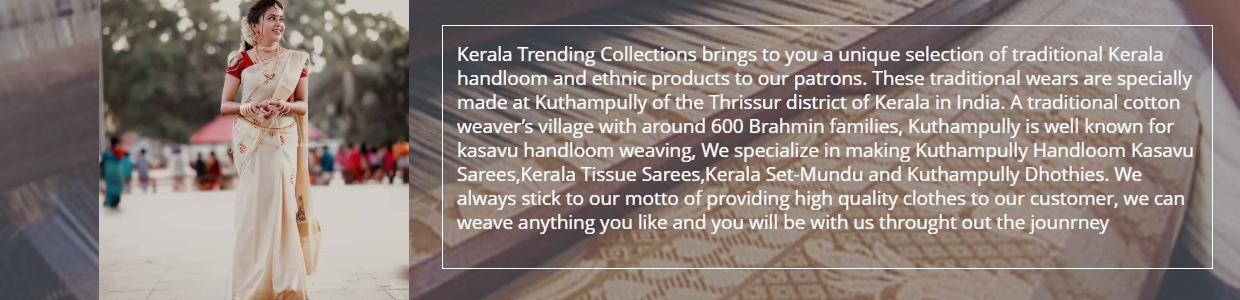 Kerala Trending Collections brings to you a unique selection of traditional Kerala
handloom and ethnic products to our patrons. These traditional wears are specially
made at Kuthampully of the Thrissur district of Kerala in India. A traditional cotton
weaver's village with around 600 Brahmin families, Kuthampully is well known for
kasavu handloom weaving, We specialize in making Kuthampully Handloom Kasavu
Sarees,Kerala Tissue Sarees,Kerala Set-Mundu and Kuthampully Dhothies. We
always stick to our motto of providing high quality clothes to our customer, we can
weave anything you like and you will be with us throught out the jounrney